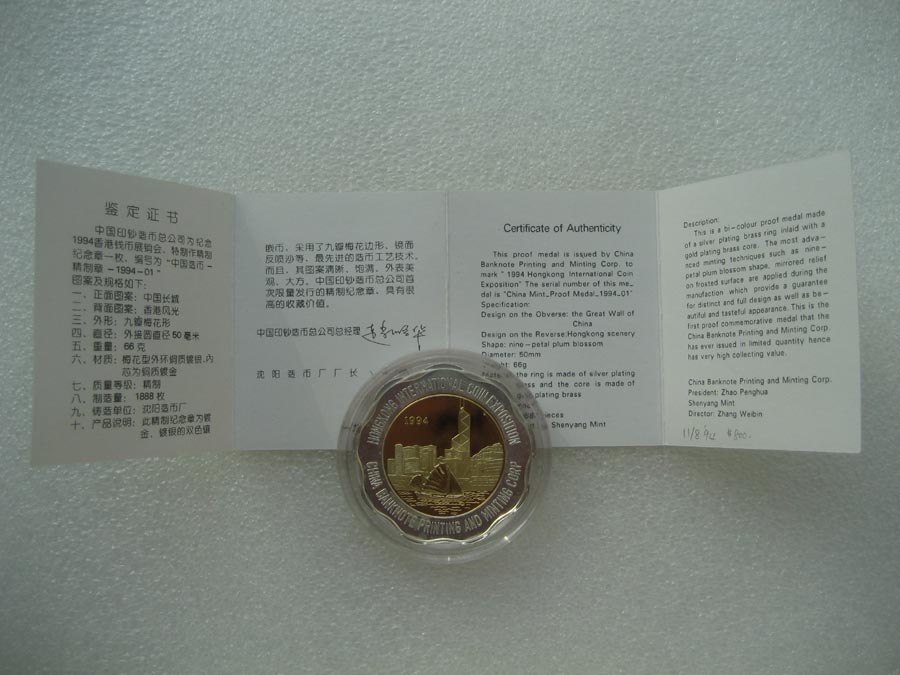 鉴定证书
中国印钞造币总公司为纪念
1994香港钱币展销会、特制作精制
纪念章一枚、编号为“中国造币-
精制章-1994-01”
图案及规格如下:
一、正面图案:中国长城
二、背面图案:香港风光
三、外形:九瓣梅花形
四、直径:外接圆直径50毫米
五、重量:66克
六、材质:梅花型外环铜质镀银、内
芯为铜质镀金
七、质量等级:精制
八、制造量:1888枚
九、铸造单位:沈阳造币厂
十、产品说明:此精制纪念章为镀
金、镀银的双色镶
嵌币、采用了九瓣梅花边形、镜面
反喷沙等、最先进的造币工艺技术、
而且、其图案清晰、饱满、外表美
观、大方、中国印钞造币总公司首
次限量发行的精制纪念章、具有很
高的收藏价值。
中国印钞造币总公司总经理
沈阳造币厂厂长
Certificate of Authenticity
This proof medal is issued by China
Banknote Printing and Minting Corp. to
mark "1994 Hongkong International Coin
Exposition" The serial number of this me-
dal is "China Mint_Proof Medal_1994_01"
Specification:
Design on the Obverse: the Great Wall of
China
Design on the Reverse:Hongkong scenery
Shape: nine-petal plum blossom
Diameter: 50mm
66g
the ring is made of silver plating
and the core is made of
plating brass
pieces
Shenyang Mint
Description:
This is a bi-colour proof medal made
of a silver plating brass ring inlaid with a
gold plating brass core. The most adva-
nced minting techniques such as nine-
petal plum blossom shape, mirrored relief
on frosted surface are applied during the
manufaction which provide a guarantee
for distinct and full design as well as be-
autiful and tasteful appearance. This is the
first proof commemorative medal that the
China Banknote Printing and Minting Corp
has ever issued in limited quantity hance
has very high collecting value.
China Banknote Printing and Minting Corp.
President: Zhao Penghua
Shenyang Mint
Director: Zhang Weibin
11/8 '94 $800-
HONGKONG INTERNATIONAL COIN EXPOSITION
1994
CHINA BANKNOTE PRINTING AND MINTING CORP